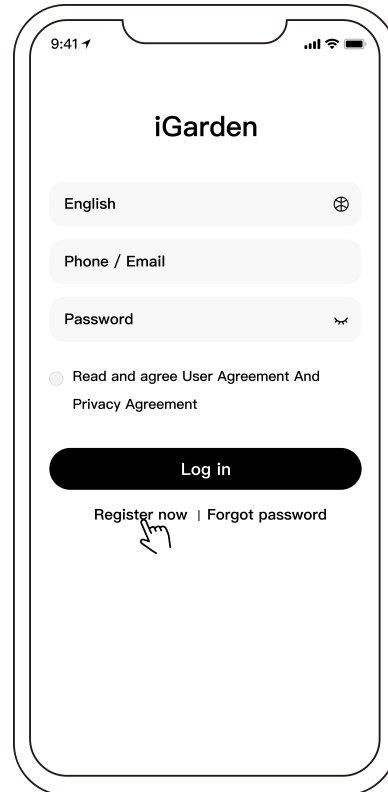 9:41
iGarden
English
Phone / Email
Password
Read and agree User Agreement And
Privacy Agreement
Log in
Register now | Forgot password